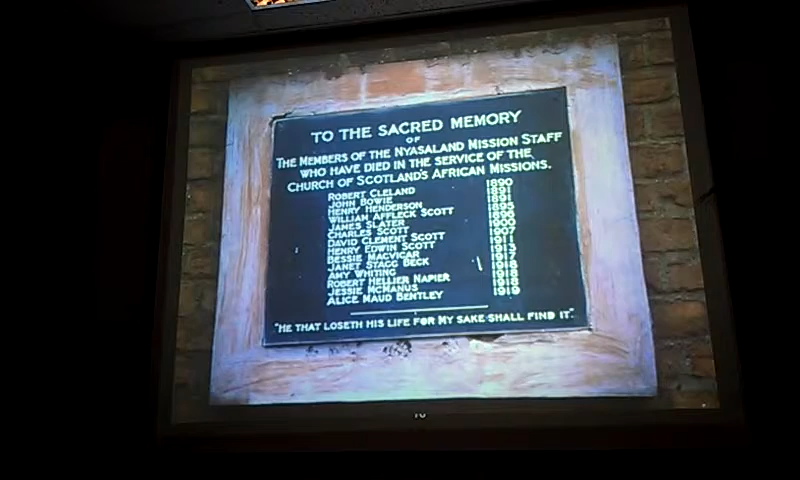 TO THE SACRED MEMORY
OF
THE MEMBERS OF THE NYASALAND MISSION STAFF
WHO HAVE DIED IN THE SERVICE OF THE
CHURCH OF SCOTLAND'S AFRICAN MISSIONS.
ROBERT CLELAND 1890
JOHN BOWIE 1891
HENRY HENDERSON 1891
WILLIAM AFFLECK SCOTT 1895
JAMES SLATER
CHARLES SCOTT
DAVID CLEMENT SCOTT 1907
HENRY EDWIN SCOTT 1911
BESSIE MACVICAR
JANET STAGG BECK 1917
AMY WHITING 1918
ROBERT HELLIER NAPIER 1918
JESSIE MCMANUS 1918
ALICE MAUD BENTLEY 1919
"HE THAT LOSETH HIS LIFE FOR MY SAKE SHALL FIND IT."